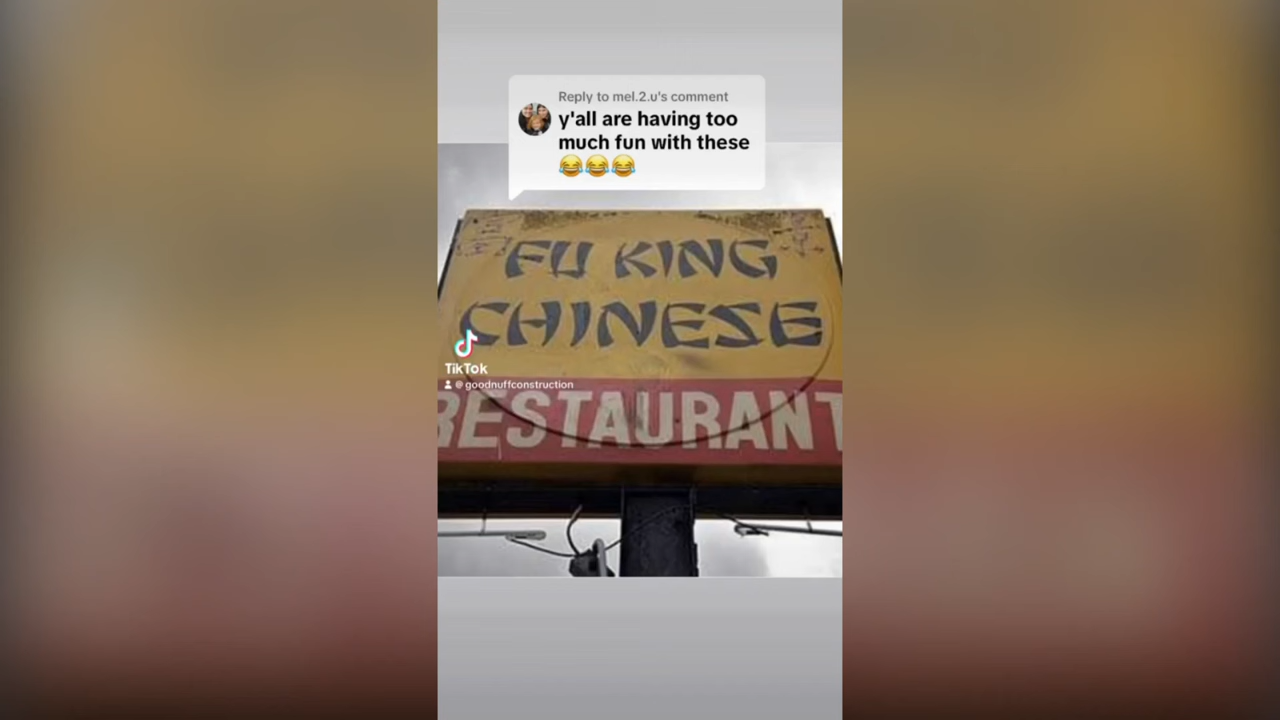 Reply to mel.2.u's comment
y'all are having too
much fun with these
😂😂😂
FU KING
CHINESE
TikTok
@goodnuffconstruction
RESTAURANT